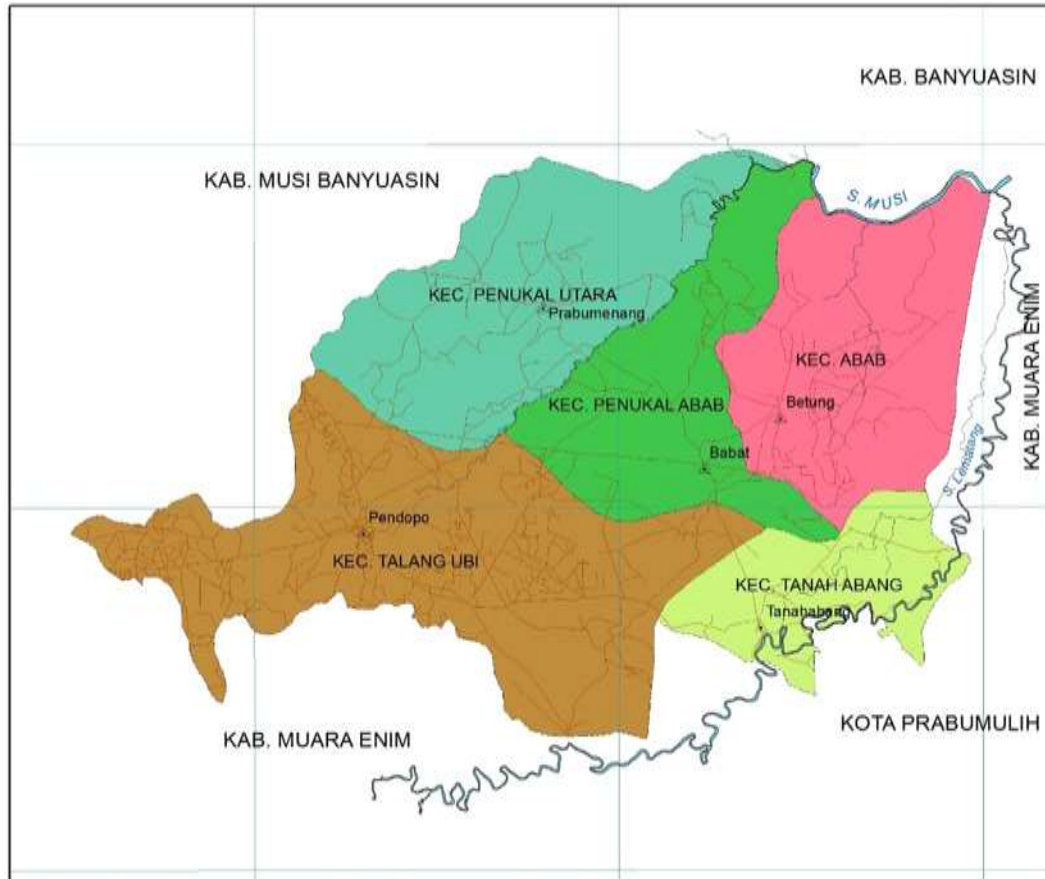 KAB. BANYUASIN
KAB. MUSI BANYUASIN
S. MUSI
KEC. PENUKAL UTARA
Prabumenang
KAB. MUARA ENIM
KEC. ABAB
KEC. PENUKAL ABAB
Betung
Babat
S. Lematang
Pendopo
KEC. TALANG UBI
KEC. TANAH ABANG
Tanahabang
KOTA PRABUMULIH
KAB. MUARA ENIM